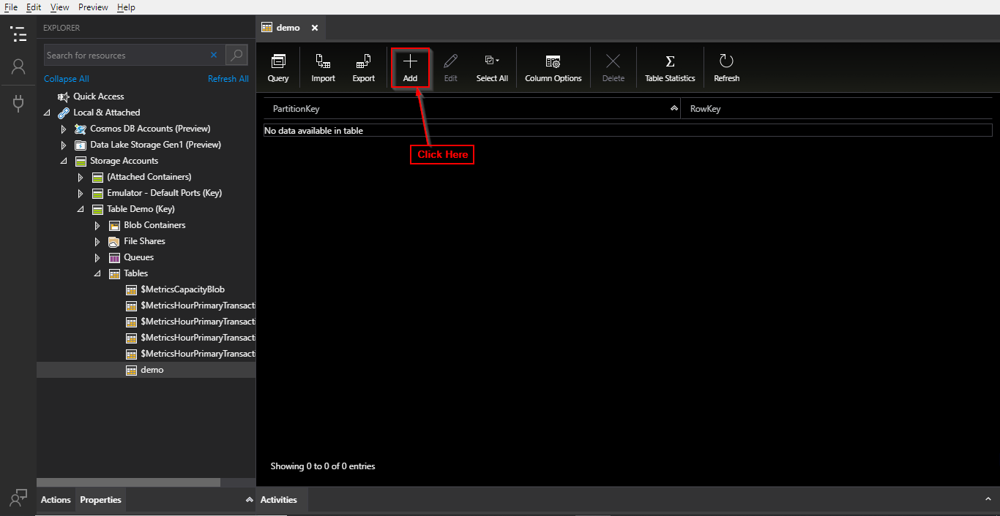 File Edit View Preview Help
EXPLORER
Search for resources
Collapse All Refresh All
Quick Access
Local & Attached
Cosmos DB Accounts (Preview)
Data Lake Storage Gen1 (Preview)
Storage Accounts
(Attached Containers)
Emulator - Default Ports (Key)
Table Demo (Key)
Blob Containers
File Shares
Queues
Tables
$MetricsCapacityBlob
$MetricsHourPrimaryTransacti
$MetricsHourPrimaryTransacti
$MetricsHourPrimaryTransacti
$MetricsHourPrimaryTransacti
demo
Actions Properties
demo
Query Import Export Add Edit Select All Column Options Delete Table Statistics Refresh
PartitionKey RowKey
No data available in table
Click Here
Showing 0 to 0 of 0 entries
Activities